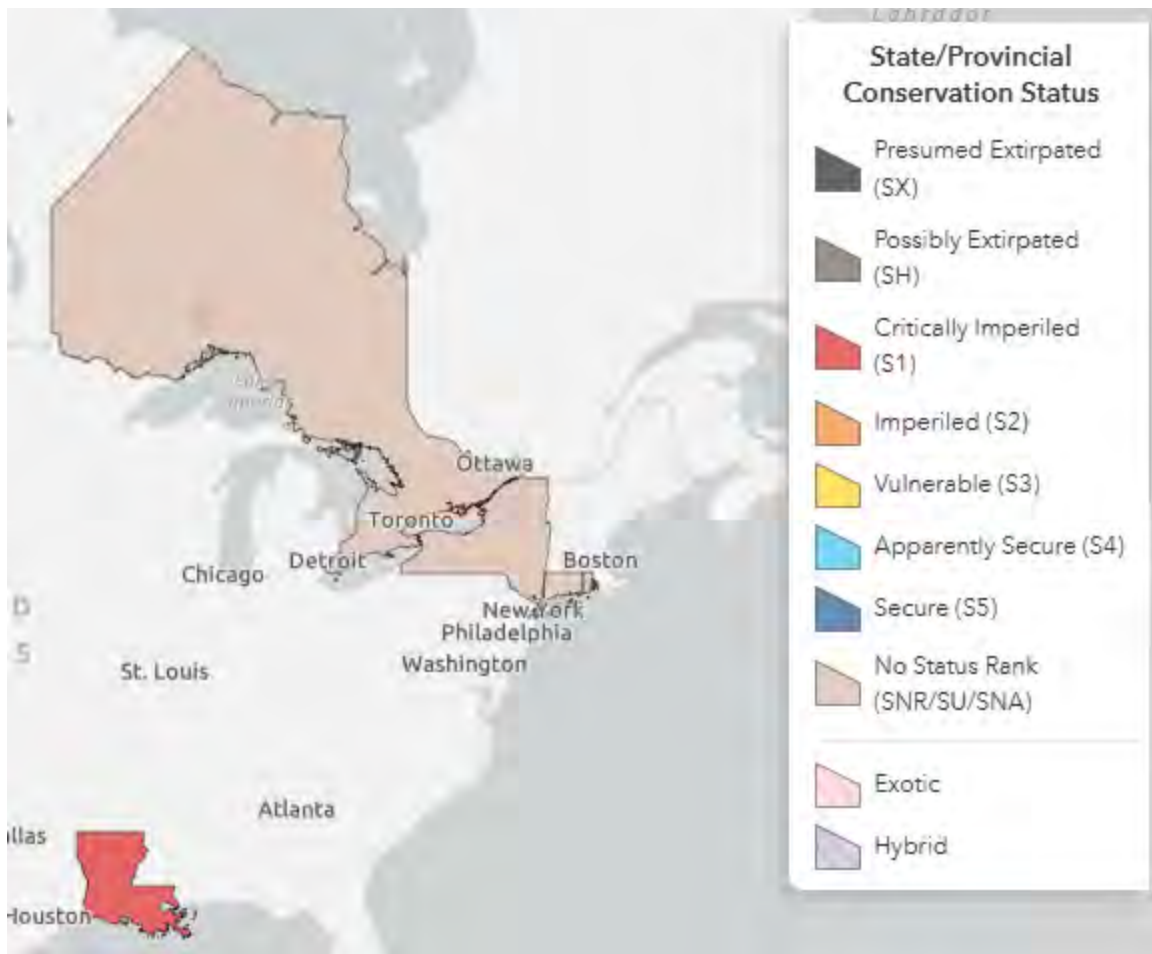 Labrador
State/Provincial
Conservation Status
Presumed Extirpated
(SX)
Possibly Extirpated
(SH)
Critically Imperiled
(S1)
Imperiled (S2)
Vulnerable (S3)
Apparently Secure (S4)
Secure (S5)
No Status Rank
(SNR/SU/SNA)
Exotic
Hybrid
Ottawa
Toronto
Detroit
Boston
Chicago
New York
Philadelphia
Washington
St. Louis
Atlanta
allas
Houston
D
S